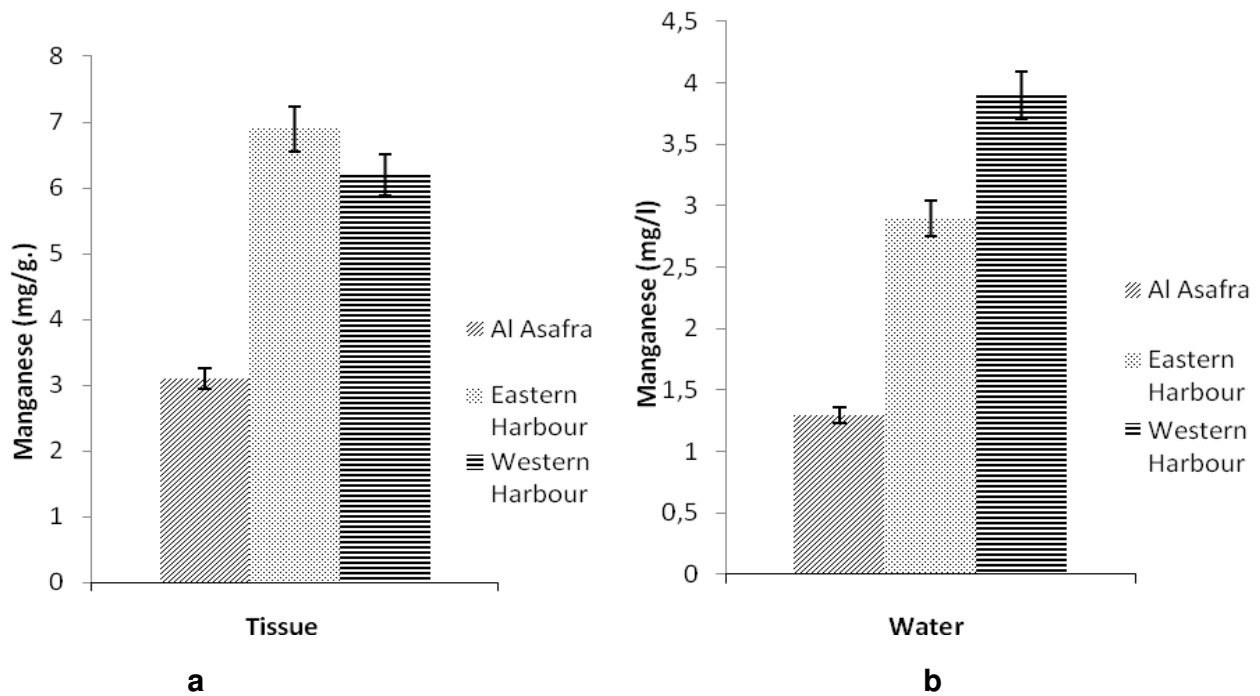 8
7
6
5
4
3
2
1
0
Manganese (mg/g.)
Al Asafra
Eastern
Harbour
Western
Harbour
Tissue
a
4,5
4
3,5
3
2,5
2
1,5
1
0,5
0
Manganese (mg/l)
Al Asafra
Eastern
Harbour
Western
Harbour
Water
b